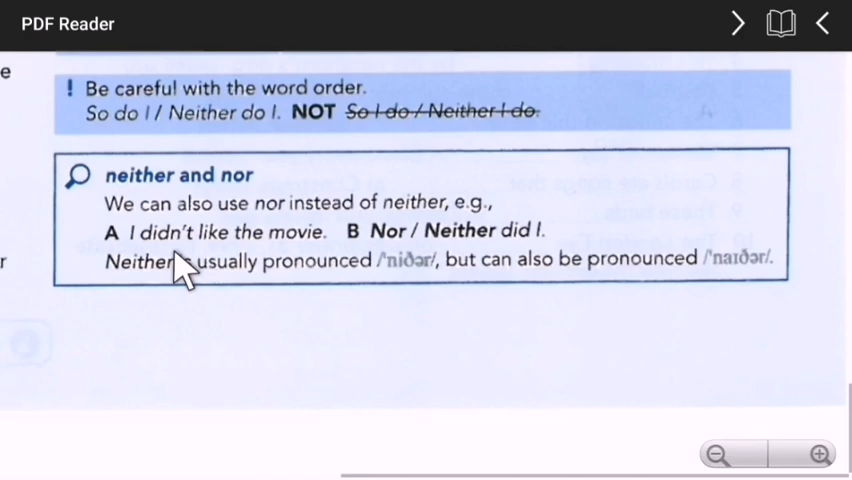 PDF Reader
e
! Be careful with the word order.
So do I / Neither do I. NOT So I do / Neither I do.
neither and nor
We can also use nor instead of neither, e.g.,
A I didn't like the movie. B Nor / Neither did I.
Neither usually pronounced /ˈniðər/, but can also be pronounced /ˈnaɪðər/.
r